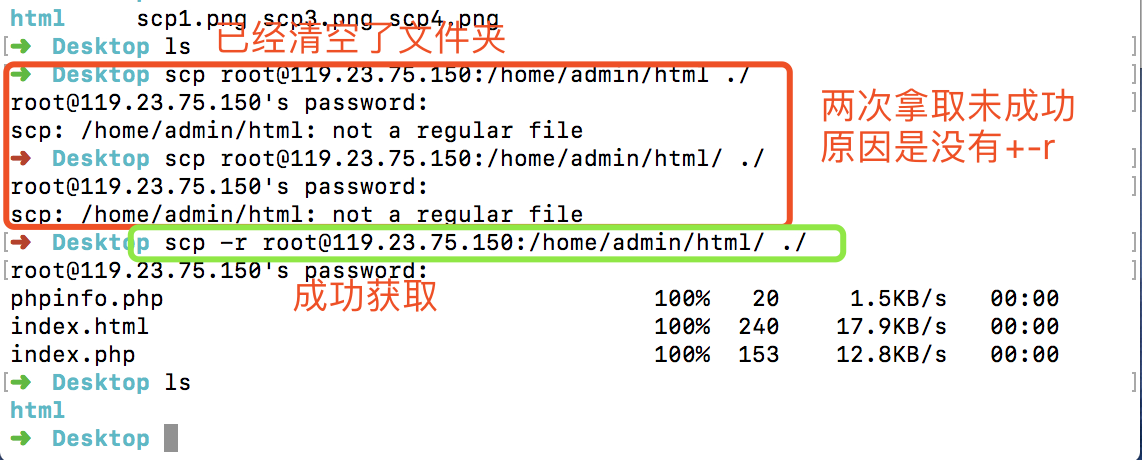 html scp1.png scp3.png scp4.png
➜ Desktop ls 已经清空了文件夹
➜ Desktop scp root@119.23.75.150:/home/admin/html ./
root@119.23.75.150's password:
scp: /home/admin/html: not a regular file
➜ Desktop scp root@119.23.75.150:/home/admin/html/ ./
root@119.23.75.150's password:
scp: /home/admin/html: not a regular file
两次拿取未成功
原因是没有+-r
➜ Desktop scp -r root@119.23.75.150:/home/admin/html/ ./
root@119.23.75.150's password:
成功获取
phpinfo.php 100% 20 1.5KB/s 00:00
index.html 100% 240 17.9KB/s 00:00
index.php 100% 153 12.8KB/s 00:00
➜ Desktop ls
html
➜ Desktop